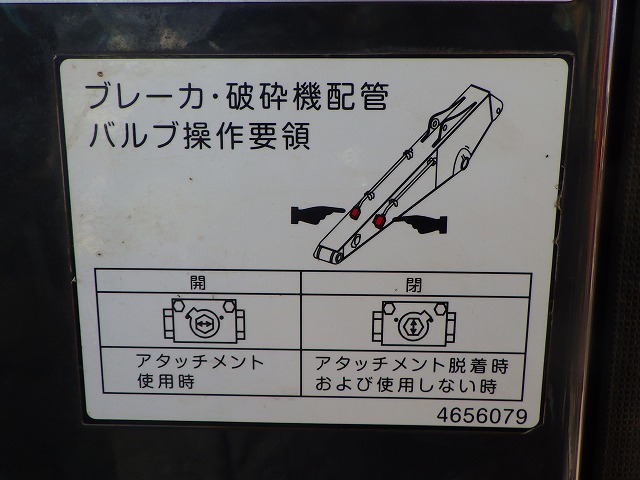 ブレーカ・破砕機配管
バルブ操作要領
開
閉
アタッチメント
使用時
アタッチメント脱着時
および使用しない時
4656079